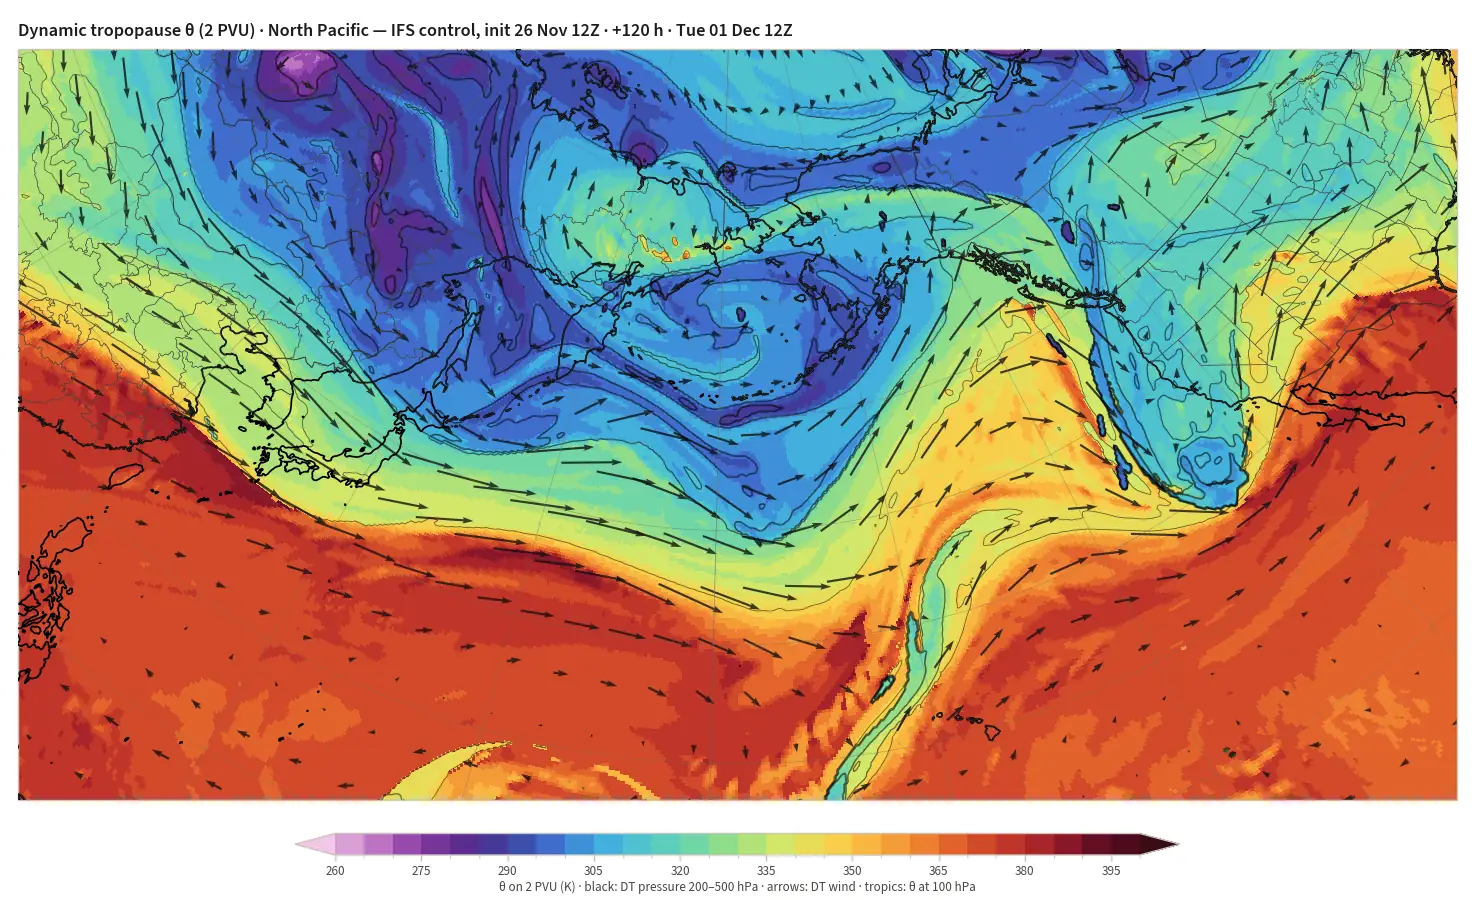 Dynamic tropopause θ (2 PVU) · North Pacific — IFS control, init 26 Nov 12Z · +120 h · Tue 01 Dec 12Z
260 275 290 305 320 335 350 365 380 395
θ on 2 PVU (K) · black: DT pressure 200–500 hPa · arrows: DT wind · tropics: θ at 100 hPa